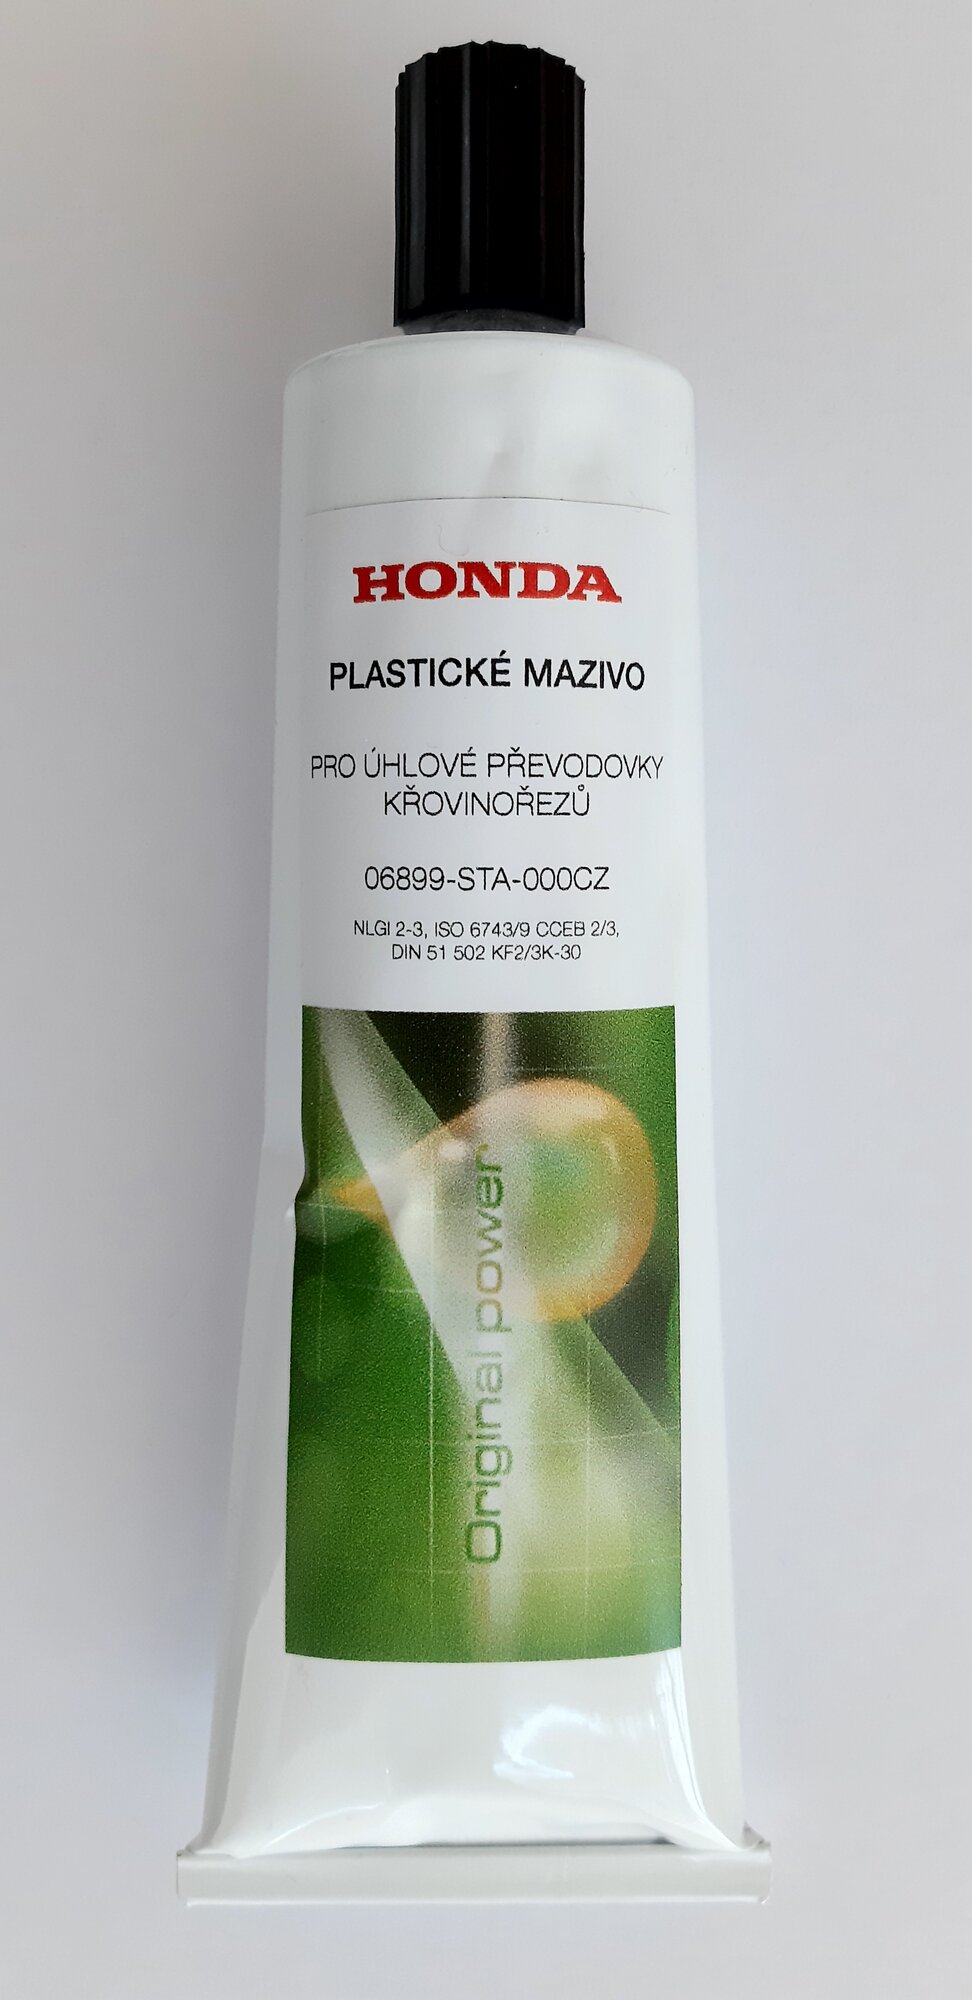 HONDA
PLASTICKÉ MAZIVO
PRO ÚHLOVÉ PŘEVODOVKY
KŘOVINOŘEZŮ
06899-STA-000CZ
NLGI 2-3, ISO 6743/9 CCEB 2/3,
DIN 51 502 KF2/3K-30
Original power